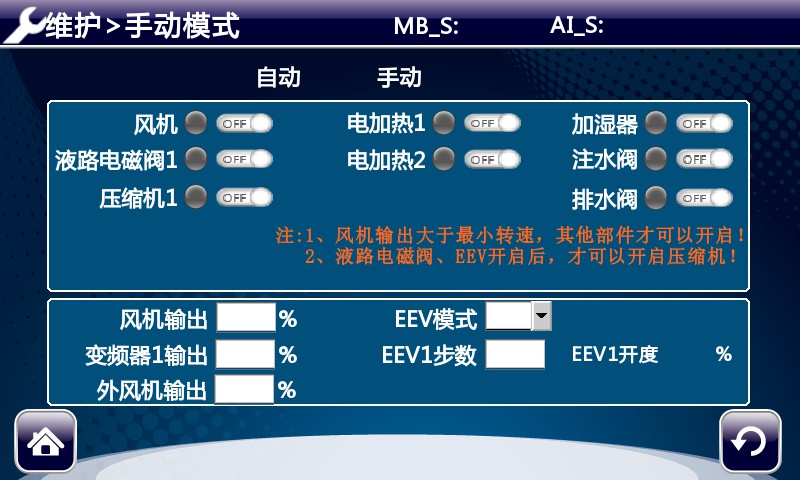 维护>手动模式 MB_S: AI_S:
自动 手动
风机 OFF 电加热1 OFF 加湿器 OFF
液路电磁阀1 OFF 电加热2 OFF 注水阀 OFF
压缩机1 OFF 排水阀 OFF
注:1、风机输出大于最小转速，其他部件才可以开启！
2、液路电磁阀、EEV开启后，才可以开启压缩机！
风机输出 % EEV模式
变频器1输出 % EEV1步数 EEV1开度 %
外风机输出 %